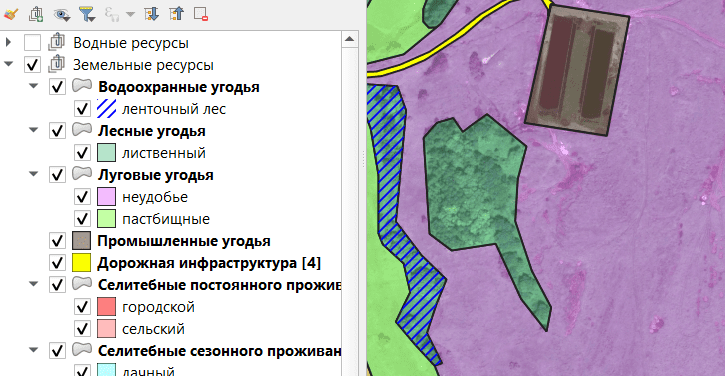 Водные ресурсы
Земельные ресурсы
Водоохранные угодья
ленточный лес
Лесные угодья
лиственный
Луговые угодья
неудобье
пастбищные
Промышленные угодья
Дорожная инфраструктура [4]
Селитебные постоянного прожив
городской
сельский
Селитебные сезонного проживан
дачный